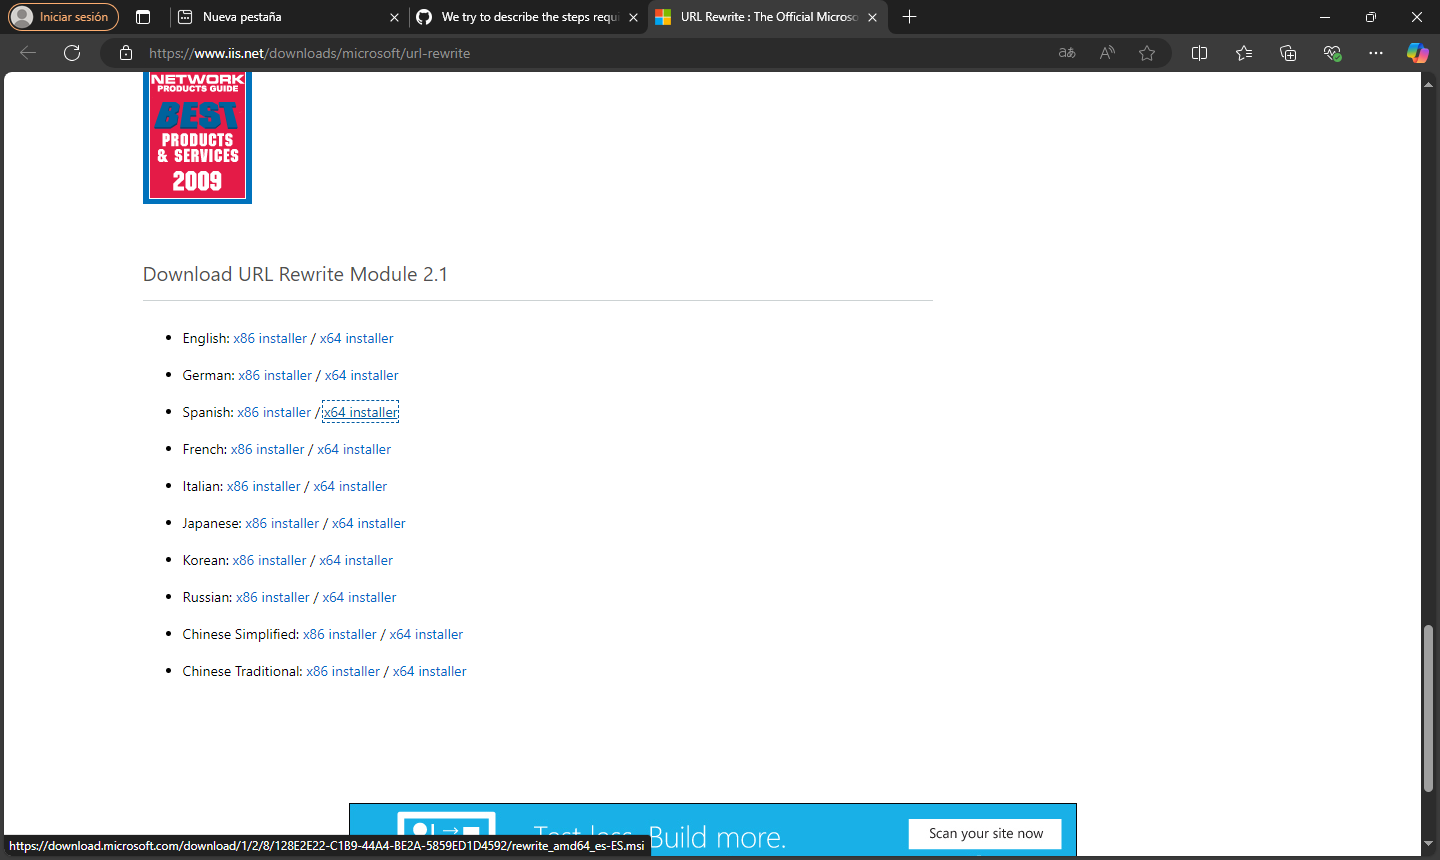 Iniciar sesión
Nueva pestaña
We try to describe the steps requi
URL Rewrite : The Official Microso
https://www.iis.net/downloads/microsoft/url-rewrite
NETWORK
PRODUCTS GUIDE
BEST
PRODUCTS
& SERVICES
2009
Download URL Rewrite Module 2.1
English: x86 installer / x64 installer
German: x86 installer / x64 installer
Spanish: x86 installer / x64 installer
French: x86 installer / x64 installer
Italian: x86 installer / x64 installer
Japanese: x86 installer / x64 installer
Korean: x86 installer / x64 installer
Russian: x86 installer / x64 installer
Chinese Simplified: x86 installer / x64 installer
Chinese Traditional: x86 installer / x64 installer
Test less. Build more.
Scan your site now
https://download.microsoft.com/download/1/2/8/128E2E22-C1B9-44A4-BE2A-5859ED1D4592/rewrite_amd64_es-ES.msi